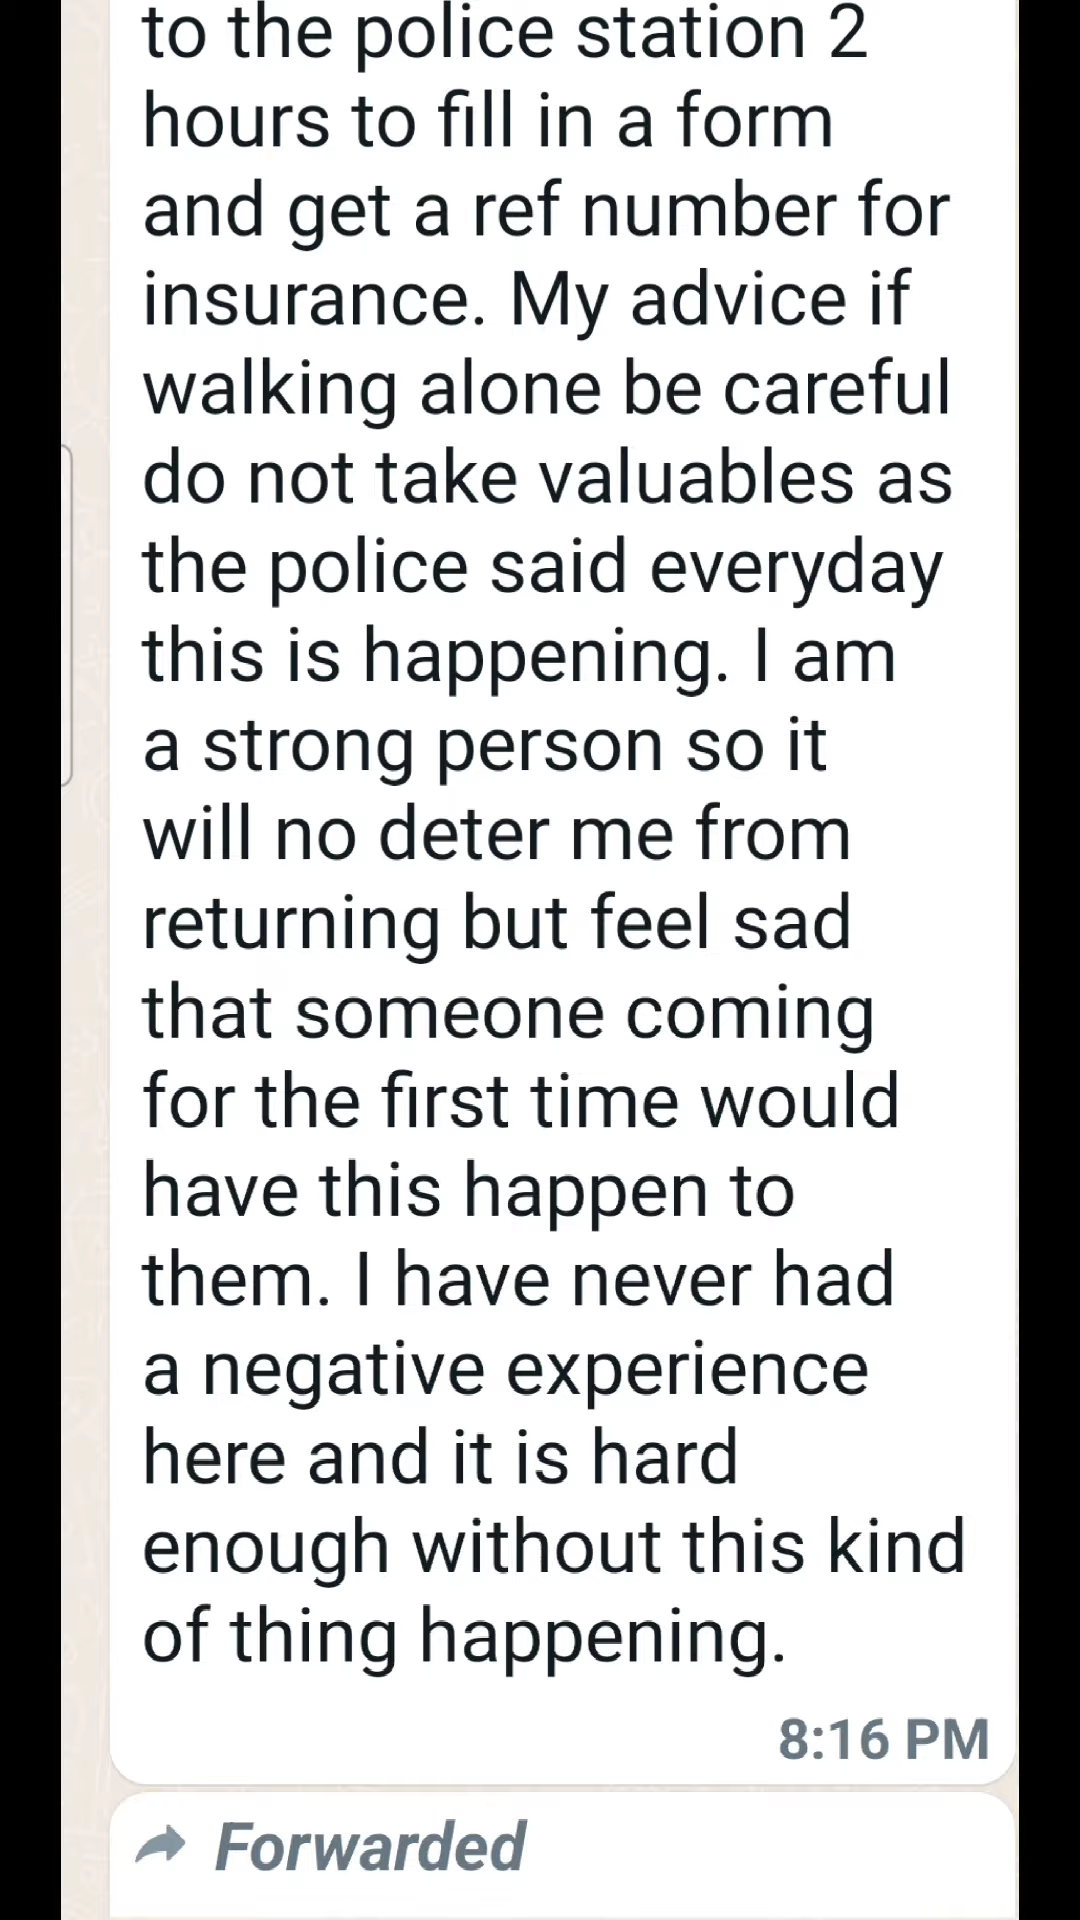 to the police station 2
hours to fill in a form
and get a ref number for
insurance. My advice if
walking alone be careful
do not take valuables as
the police said everyday
this is happening. I am
a strong person so it
will no deter me from
returning but feel sad
that someone coming
for the first time would
have this happen to
them. I have never had
a negative experience
here and it is hard
enough without this kind
of thing happening.
8:16 PM
Forwarded